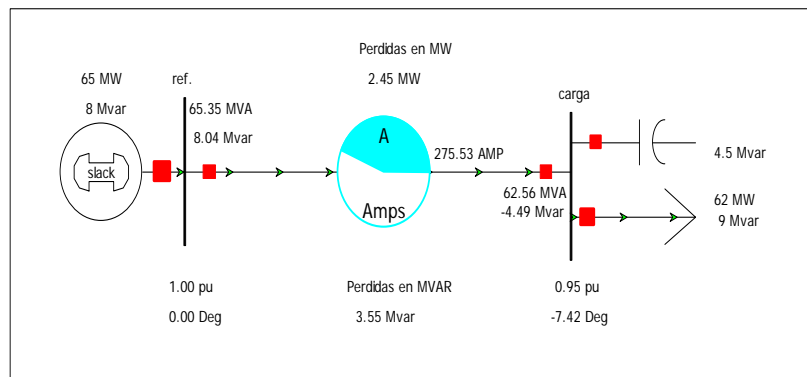 Perdidas en MW
2.45 MW
65 MW
8 Mvar
slack
ref.
65.35 MVA
8.04 Mvar
A
Amps
275.53 AMP
carga
62.56 MVA
-4.49 Mvar
4.5 Mvar
62 MW
9 Mvar
1.00 pu
0.00 Deg
Perdidas en MVAR
3.55 Mvar
0.95 pu
-7.42 Deg